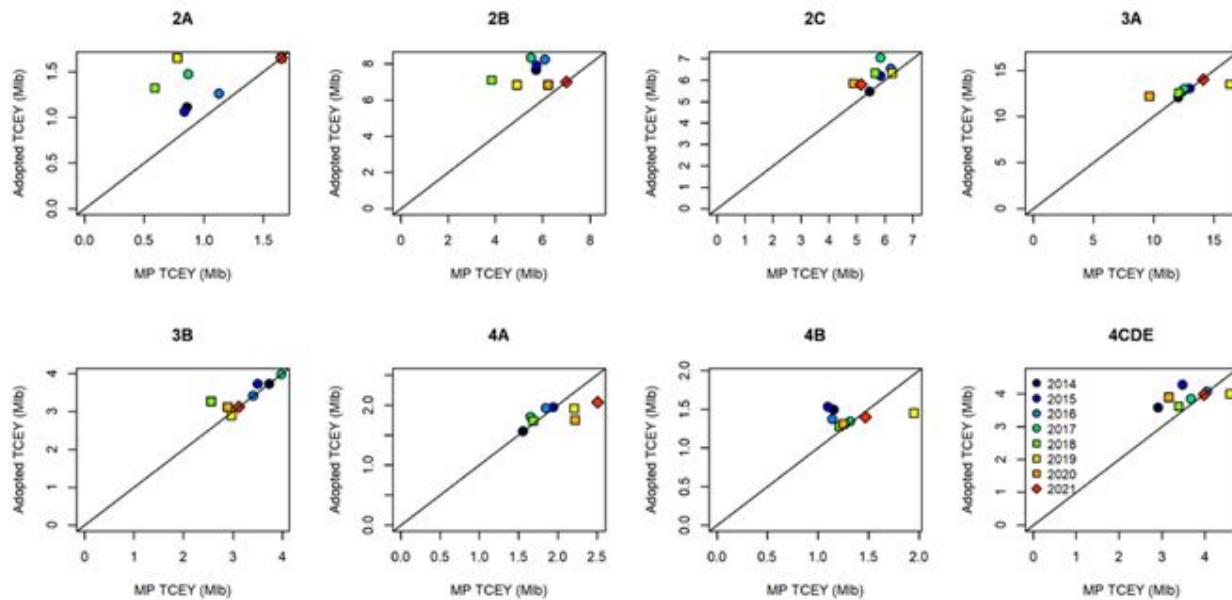 2A
2B
2C
3A
Adopted TCEY (Mlb)
0.0 0.5 1.0 1.5
0.0 0.5 1.0 1.5
MP TCEY (Mlb)
Adopted TCEY (Mlb)
0 2 4 6 8
0 2 4 6 8
MP TCEY (Mlb)
Adopted TCEY (Mlb)
0 1 2 3 4 5 6 7
0 1 2 3 4 5 6 7
MP TCEY (Mlb)
Adopted TCEY (Mlb)
0 5 10 15
0 5 10 15
MP TCEY (Mlb)
3B
4A
4B
4CDE
Adopted TCEY (Mlb)
0 1 2 3 4
0 1 2 3 4
MP TCEY (Mlb)
Adopted TCEY (Mlb)
0.0 1.0 2.0
0.0 0.5 1.0 1.5 2.0 2.5
MP TCEY (Mlb)
Adopted TCEY (Mlb)
0.0 0.5 1.0 1.5 2.0
0.0 0.5 1.0 1.5 2.0
MP TCEY (Mlb)
Adopted TCEY (Mlb)
0 1 2 3 4
0 1 2 3 4
MP TCEY (Mlb)
2014
2015
2016
2017
2018
2019
2020
2021